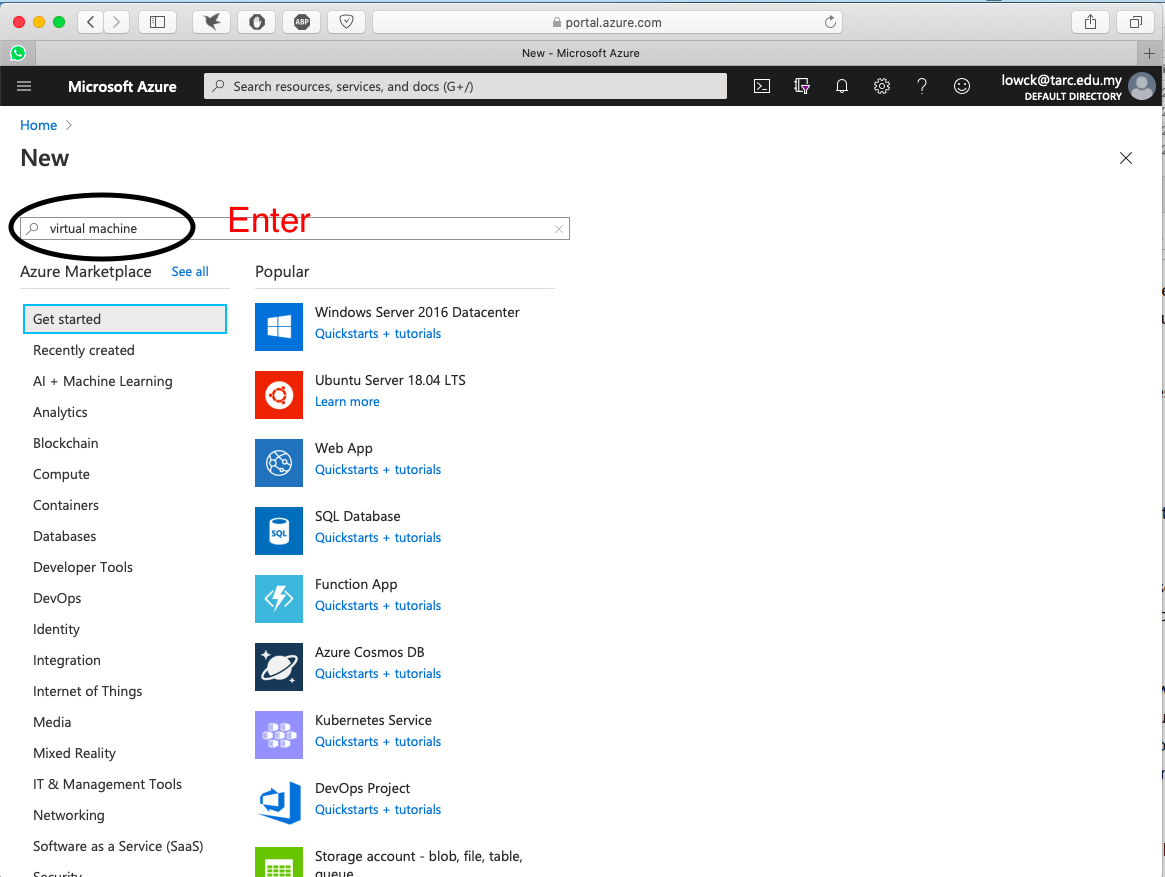 ABP
portal.azure.com
New - Microsoft Azure
Microsoft Azure
Search resources, services, and docs (G+/)
lowck@tarc.edu.my
DEFAULT DIRECTORY
Home
New
virtual machine
Enter
Azure Marketplace See all
Popular
Get started
Recently created
AI + Machine Learning
Analytics
Blockchain
Compute
Containers
Databases
Developer Tools
DevOps
Identity
Integration
Internet of Things
Media
Mixed Reality
IT & Management Tools
Networking
Software as a Service (SaaS)
Security
Windows Server 2016 Datacenter
Quickstarts + tutorials
Ubuntu Server 18.04 LTS
Learn more
Web App
Quickstarts + tutorials
SQL
SQL Database
Quickstarts + tutorials
Function App
Quickstarts + tutorials
Azure Cosmos DB
Quickstarts + tutorials
Kubernetes Service
Quickstarts + tutorials
DevOps Project
Quickstarts + tutorials
Storage account - blob, file, table,
queue